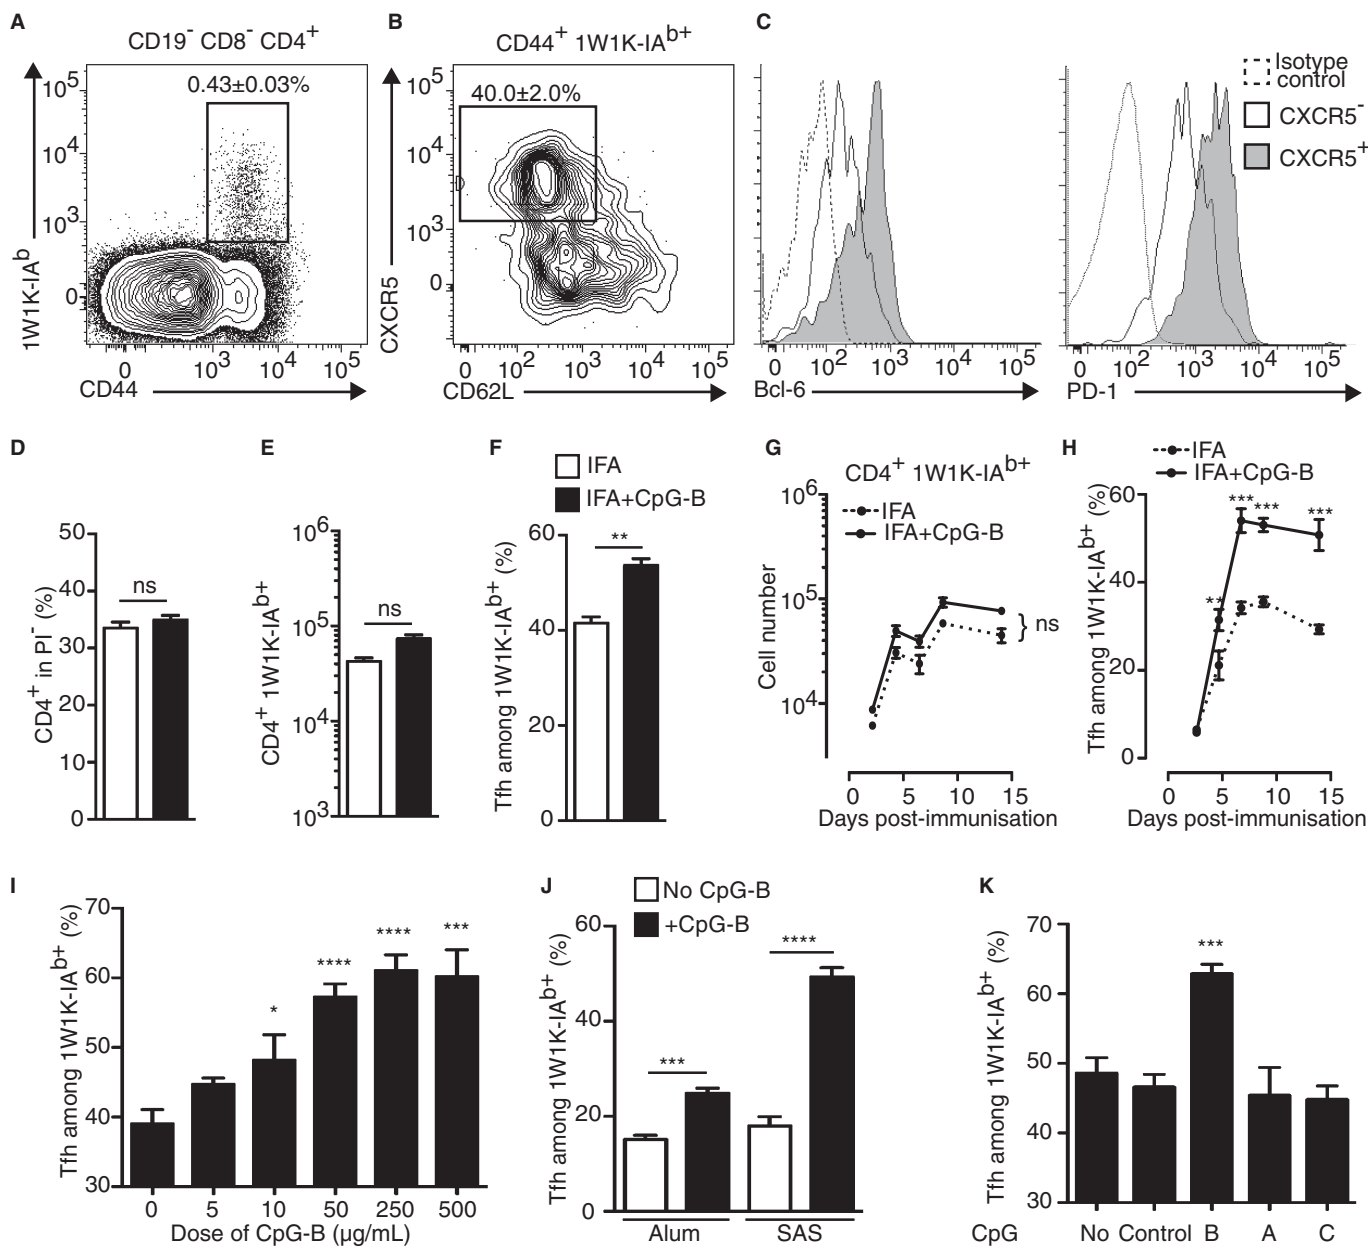 A
CD19⁻ CD8⁻ CD4⁺
0.43±0.03%
10⁵
10⁴
10³
0
1W1K-IAᵇ
0 10³ 10⁴ 10⁵
CD44
B
CD44⁺ 1W1K-IAᵇ⁺
40.0±2.0%
10⁵
10⁴
10³
0
CXCR5
10² 10³ 10⁴ 10⁵
CD62L
C
Isotype
control
CXCR5⁻
CXCR5⁺
0 10² 10³ 10⁴ 10⁵
Bcl-6
0 10² 10³ 10⁴ 10⁵
PD-1
D
CD4⁺ in PI⁻ (%)
50
40
30
20
10
0
ns
E
CD4⁺ 1W1K-IAᵇ⁺
10⁶
10⁵
10⁴
10³
ns
F
IFA
IFA+CpG-B
Tfh among 1W1K-IAᵇ⁺ (%)
60
40
20
0
**
G
CD4⁺ 1W1K-IAᵇ⁺
IFA
IFA+CpG-B
Cell number
10⁶
10⁵
10⁴
ns
0 5 10 15
Days post-immunisation
H
IFA
IFA+CpG-B
Tfh among 1W1K-IAᵇ⁺ (%)
60
40
20
0
** *** *** ***
0 5 10 15
Days post-immunisation
I
Tfh among 1W1K-IAᵇ⁺ (%)
70
60
50
40
30
* **** **** ***
0 5 10 50 250 500
Dose of CpG-B (µg/mL)
J
No CpG-B
+CpG-B
Tfh among 1W1K-IAᵇ⁺ (%)
60
40
20
0
*** ****
Alum SAS
K
Tfh among 1W1K-IAᵇ⁺ (%)
70
60
50
40
30
***
CpG No Control B A C